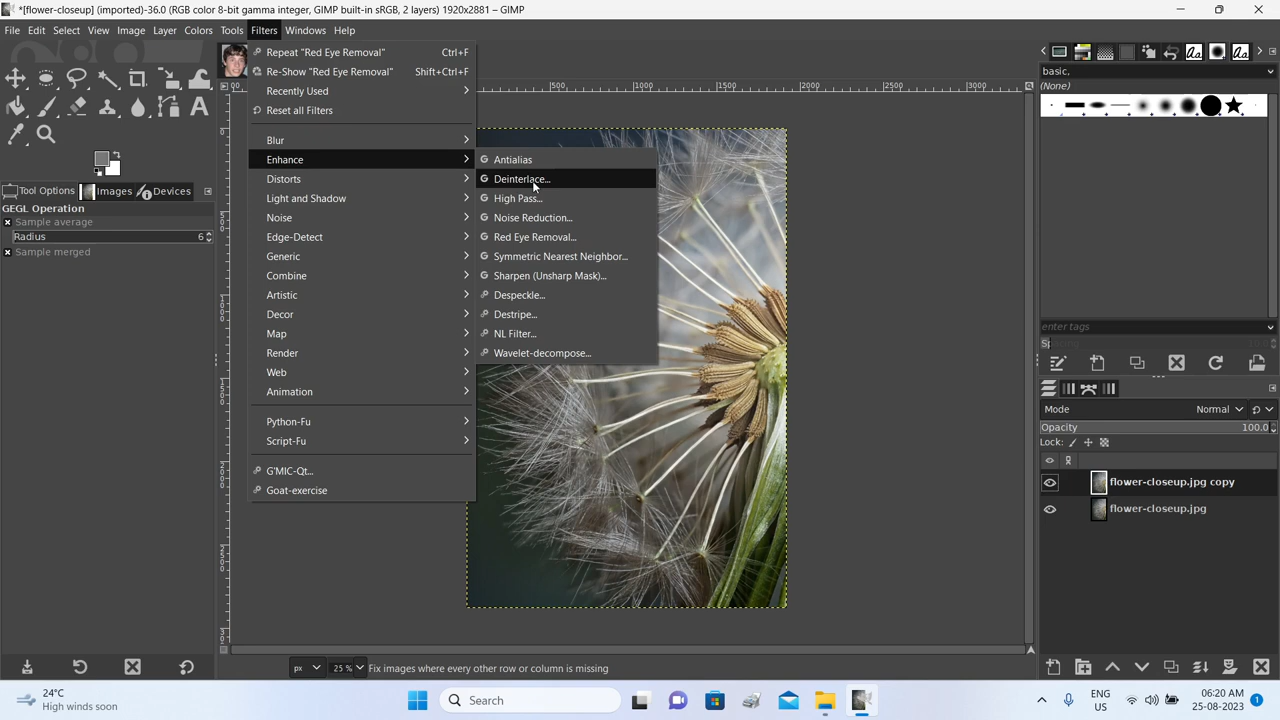 *[flower-closeup] (imported)-36.0 (RGB color 8-bit gamma integer, GIMP built-in sRGB, 2 layers) 1920x2881 – GIMP
File Edit Select View Image Layer Colors Tools Filters Windows Help
Repeat "Red Eye Removal" Ctrl+F
Re-Show "Red Eye Removal" Shift+Ctrl+F
Recently Used
Reset all Filters
Blur
Enhance
Distorts
Light and Shadow
Noise
Edge-Detect
Generic
Combine
Artistic
Decor
Map
Render
Web
Animation
Python-Fu
Script-Fu
G'MIC-Qt...
Goat-exercise
Antialias
Deinterlace...
High Pass...
Noise Reduction...
Red Eye Removal...
Symmetric Nearest Neighbor...
Sharpen (Unsharp Mask)...
Despeckle...
Destripe...
NL Filter...
Wavelet-decompose...
Tool Options Images Devices
GEGL Operation
Sample average
Radius 6
Sample merged
500 1000 1500 2000 2500 3000
basic,
(None)
enter tags
Mode Normal
Opacity 100.0
Lock:
flower-closeup.jpg copy
flower-closeup.jpg
px 25 % Fix images where every other row or column is missing
24°C
High winds soon
Search
ENG
US
06:20 AM
25-08-2023
1